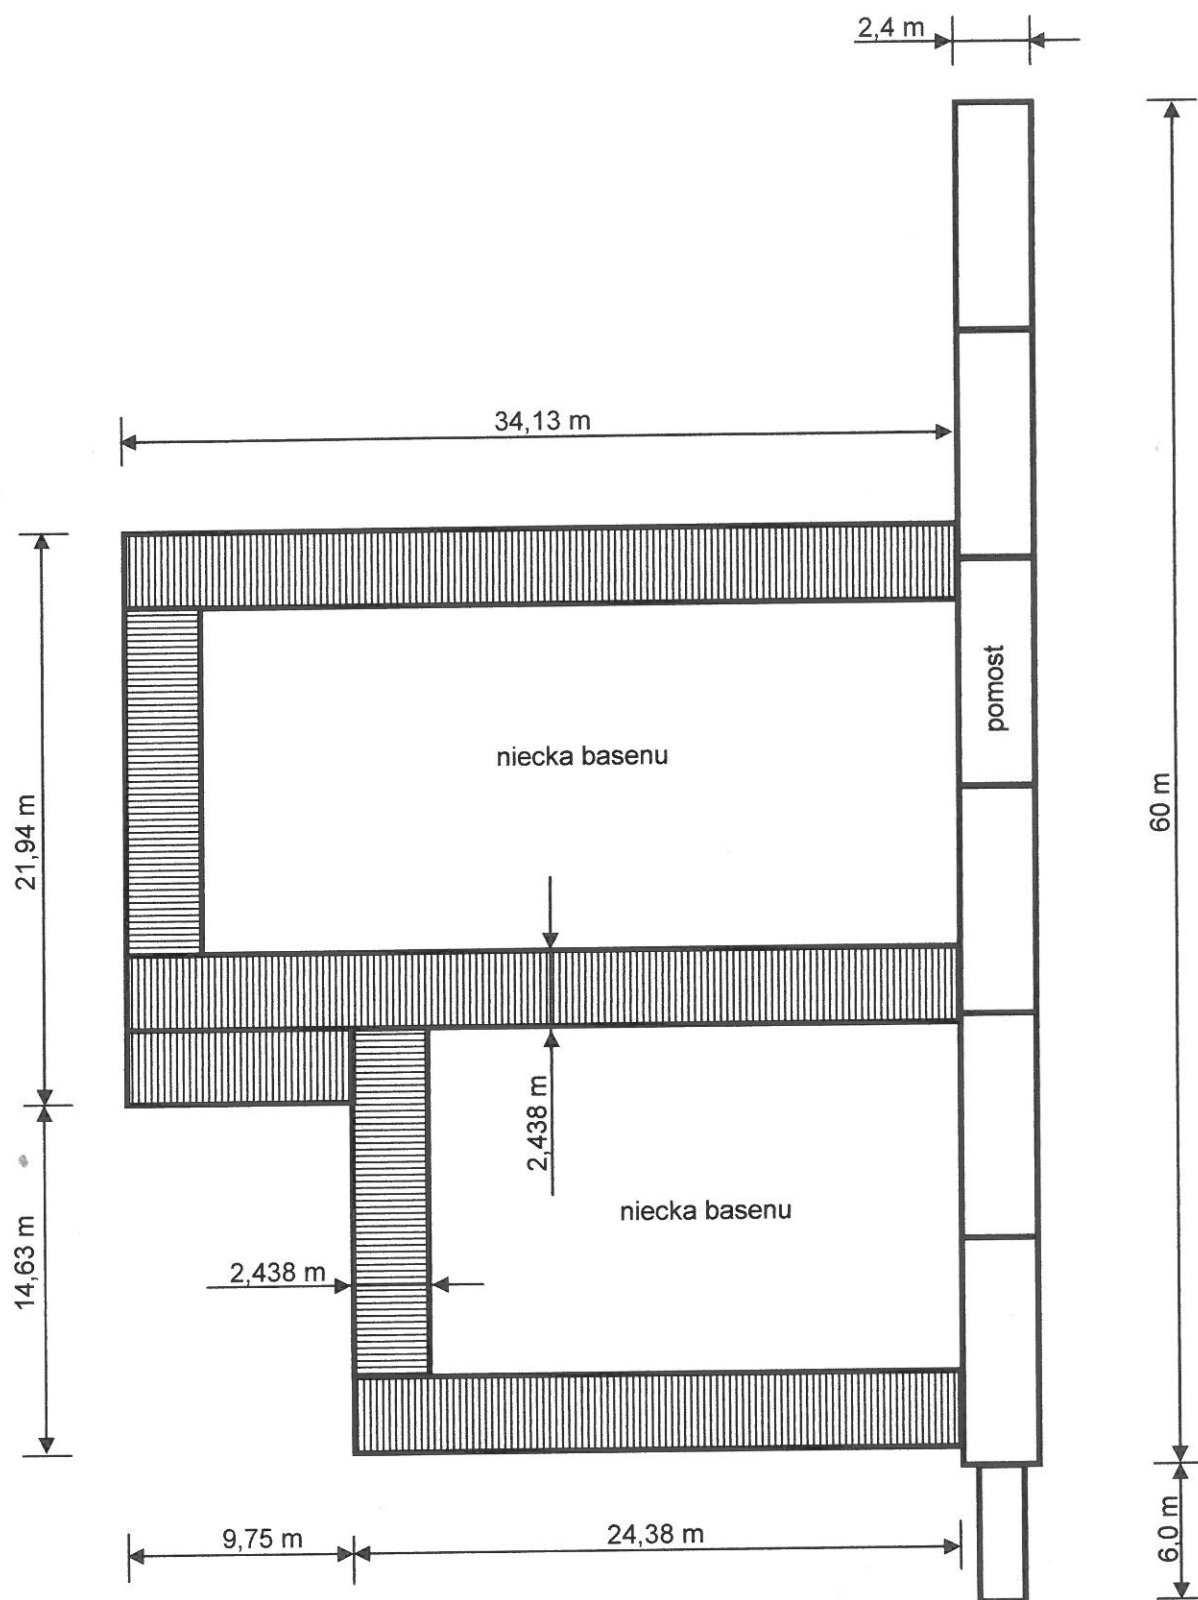 2,4 m
34,13 m
pomost
niecka basenu
21,94 m
60 m
2,438 m
niecka basenu
2,438 m
14,63 m
9,75 m
24,38 m
6,0 m